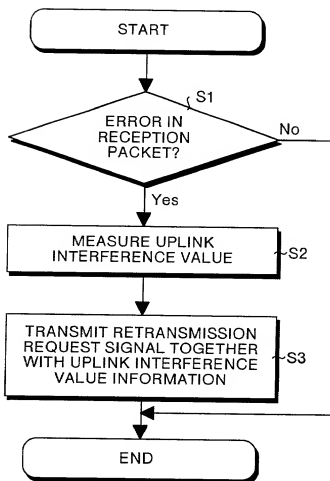 START
S1
ERROR IN
RECEPTION
PACKET?
No
Yes
MEASURE UPLINK
INTERFERENCE VALUE
S2
TRANSMIT RETRANSMISSION
REQUEST SIGNAL TOGETHER
WITH UPLINK INTERFERENCE
VALUE INFORMATION
S3
END